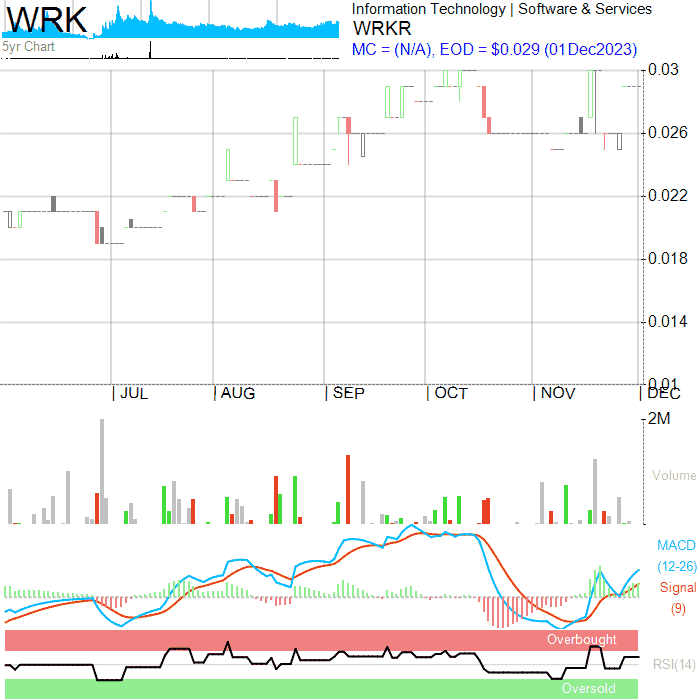 WRK
Information Technology | Software & Services
WRKR
5yr Chart
MC = (N/A), EOD = $0.029 (01Dec2023)
0.03
0.026
0.022
0.018
0.014
0.01
JUL
AUG
SEP
OCT
NOV
DEC
2M
Volume
MACD
(12-26)
Signal
(9)
Overbought
RSI(14)
Oversold